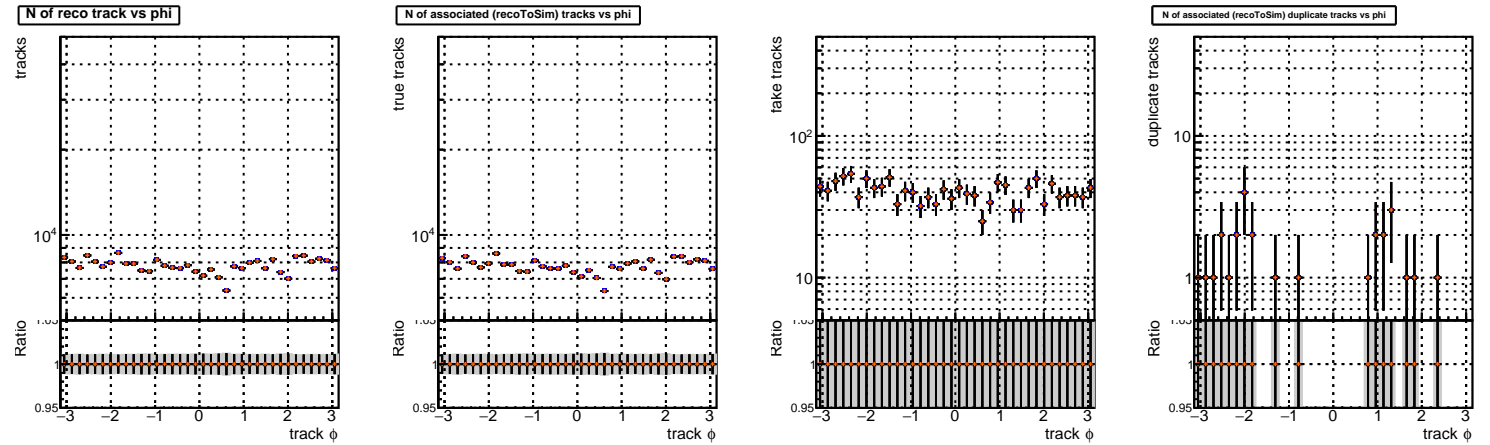 N of reco track vs phi
tracks
10^4
Ratio
1
0.95
−3 −2 −1 0 1 2 3
track ϕ
N of associated (recoToSim) tracks vs phi
true tracks
10^4
Ratio
1
0.95
−3 −2 −1 0 1 2 3
track ϕ
fake tracks
10^2
10
Ratio
1
0.95
−3 −2 −1 0 1 2 3
track ϕ
N of associated (recoToSim) duplicate tracks vs phi
duplicate tracks
10
1
Ratio
1
0.95
−3 −2 −1 0 1 2 3
track ϕ